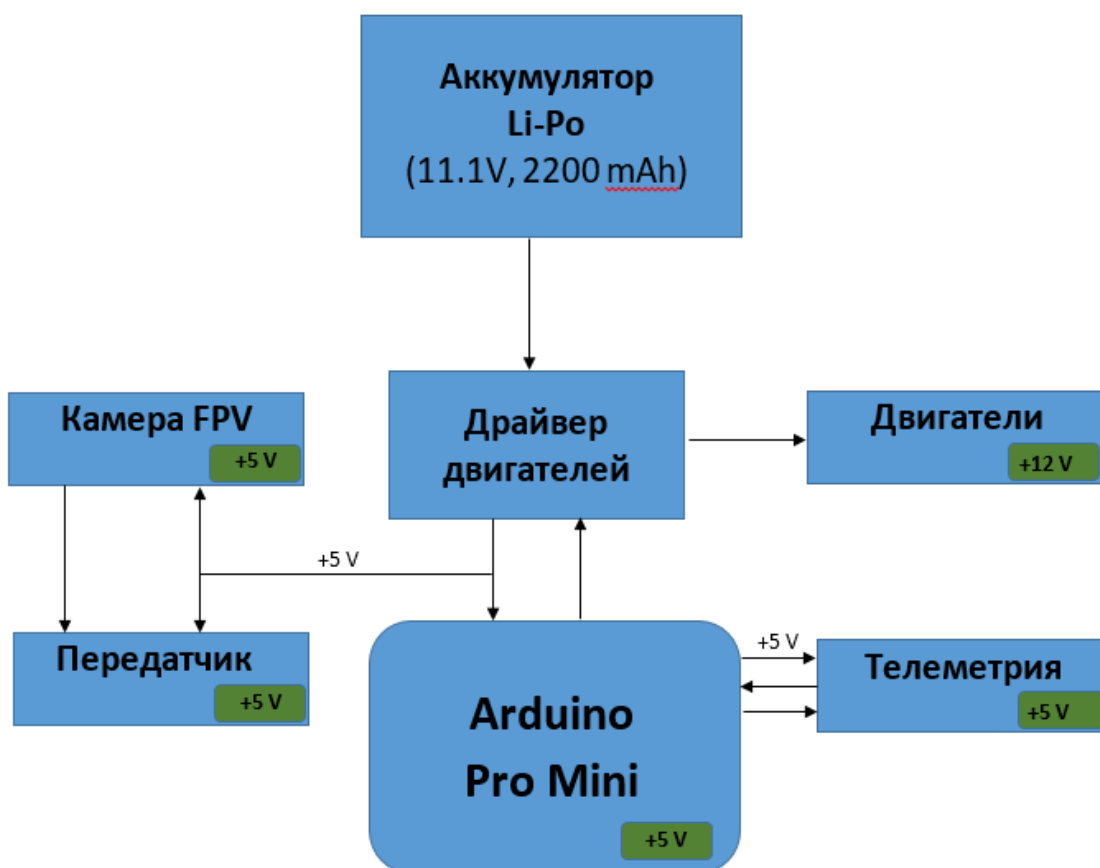 Аккумулятор
Li-Po
(11.1V, 2200 mAh)
Камера FPV
+5 V
Драйвер
двигателей
Двигатели
+12 V
+5 V
Передатчик
+5 V
Arduino
Pro Mini
+5 V
+5 V
Телеметрия
+5 V